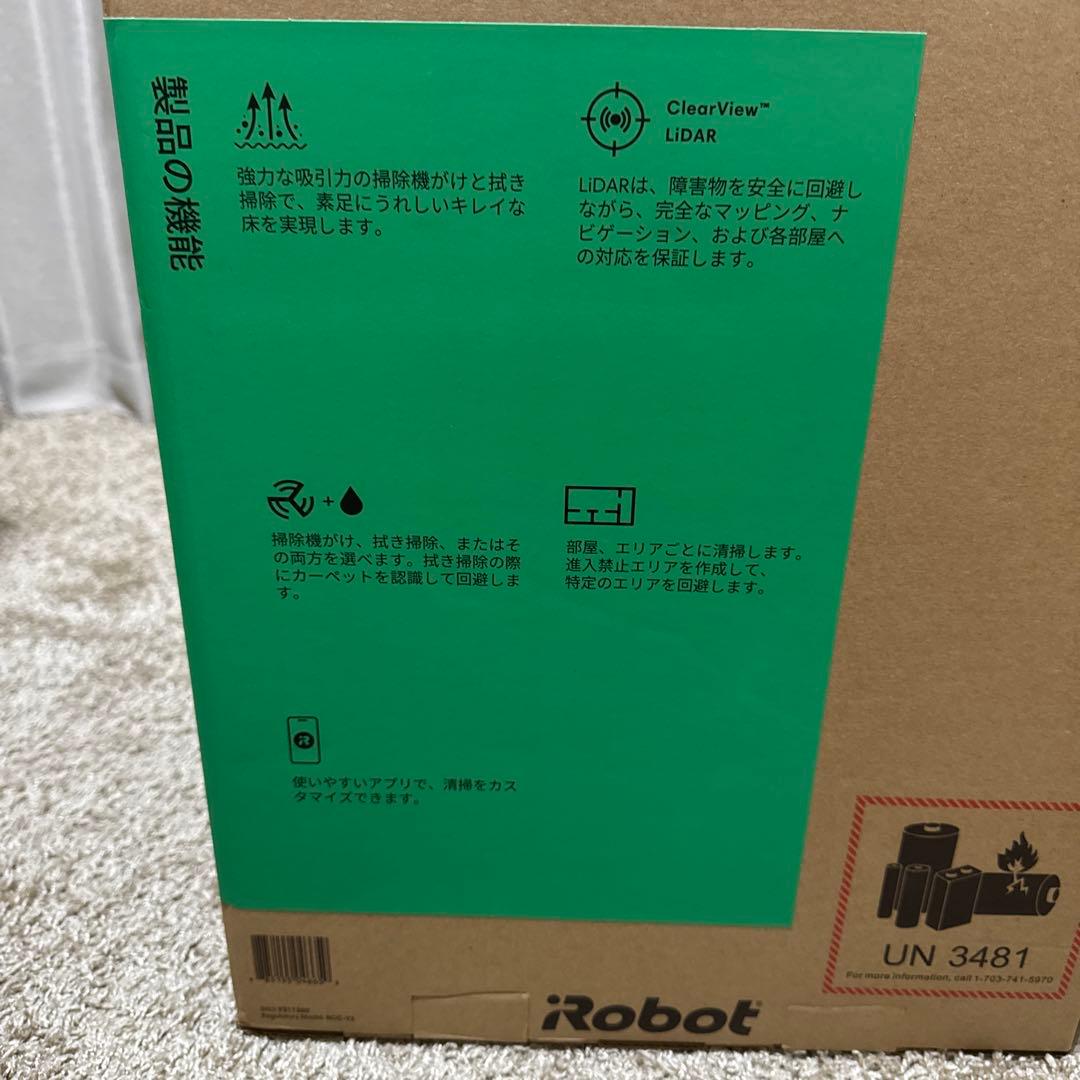 製品の機能
強力な吸引力の掃除機がけと拭き
掃除で、素足にうれしいキレイな
床を実現します。
ClearView™
LiDAR
LiDARは、障害物を安全に回避し
ながら、完全なマッピング、ナ
ビゲーション、および各部屋へ
の対応を保証します。
掃除機がけ、拭き掃除、またはそ
の両方を選べます。拭き掃除の際
にカーペットを認識して回避しま
す。
部屋、エリアごとに清掃します。
進入禁止エリアを作成して、
特定のエリアを回避します。
使いやすいアプリで、清掃をカス
タマイズできます。
UN 3481
For more information, call 1-703-741-5970
iRobot